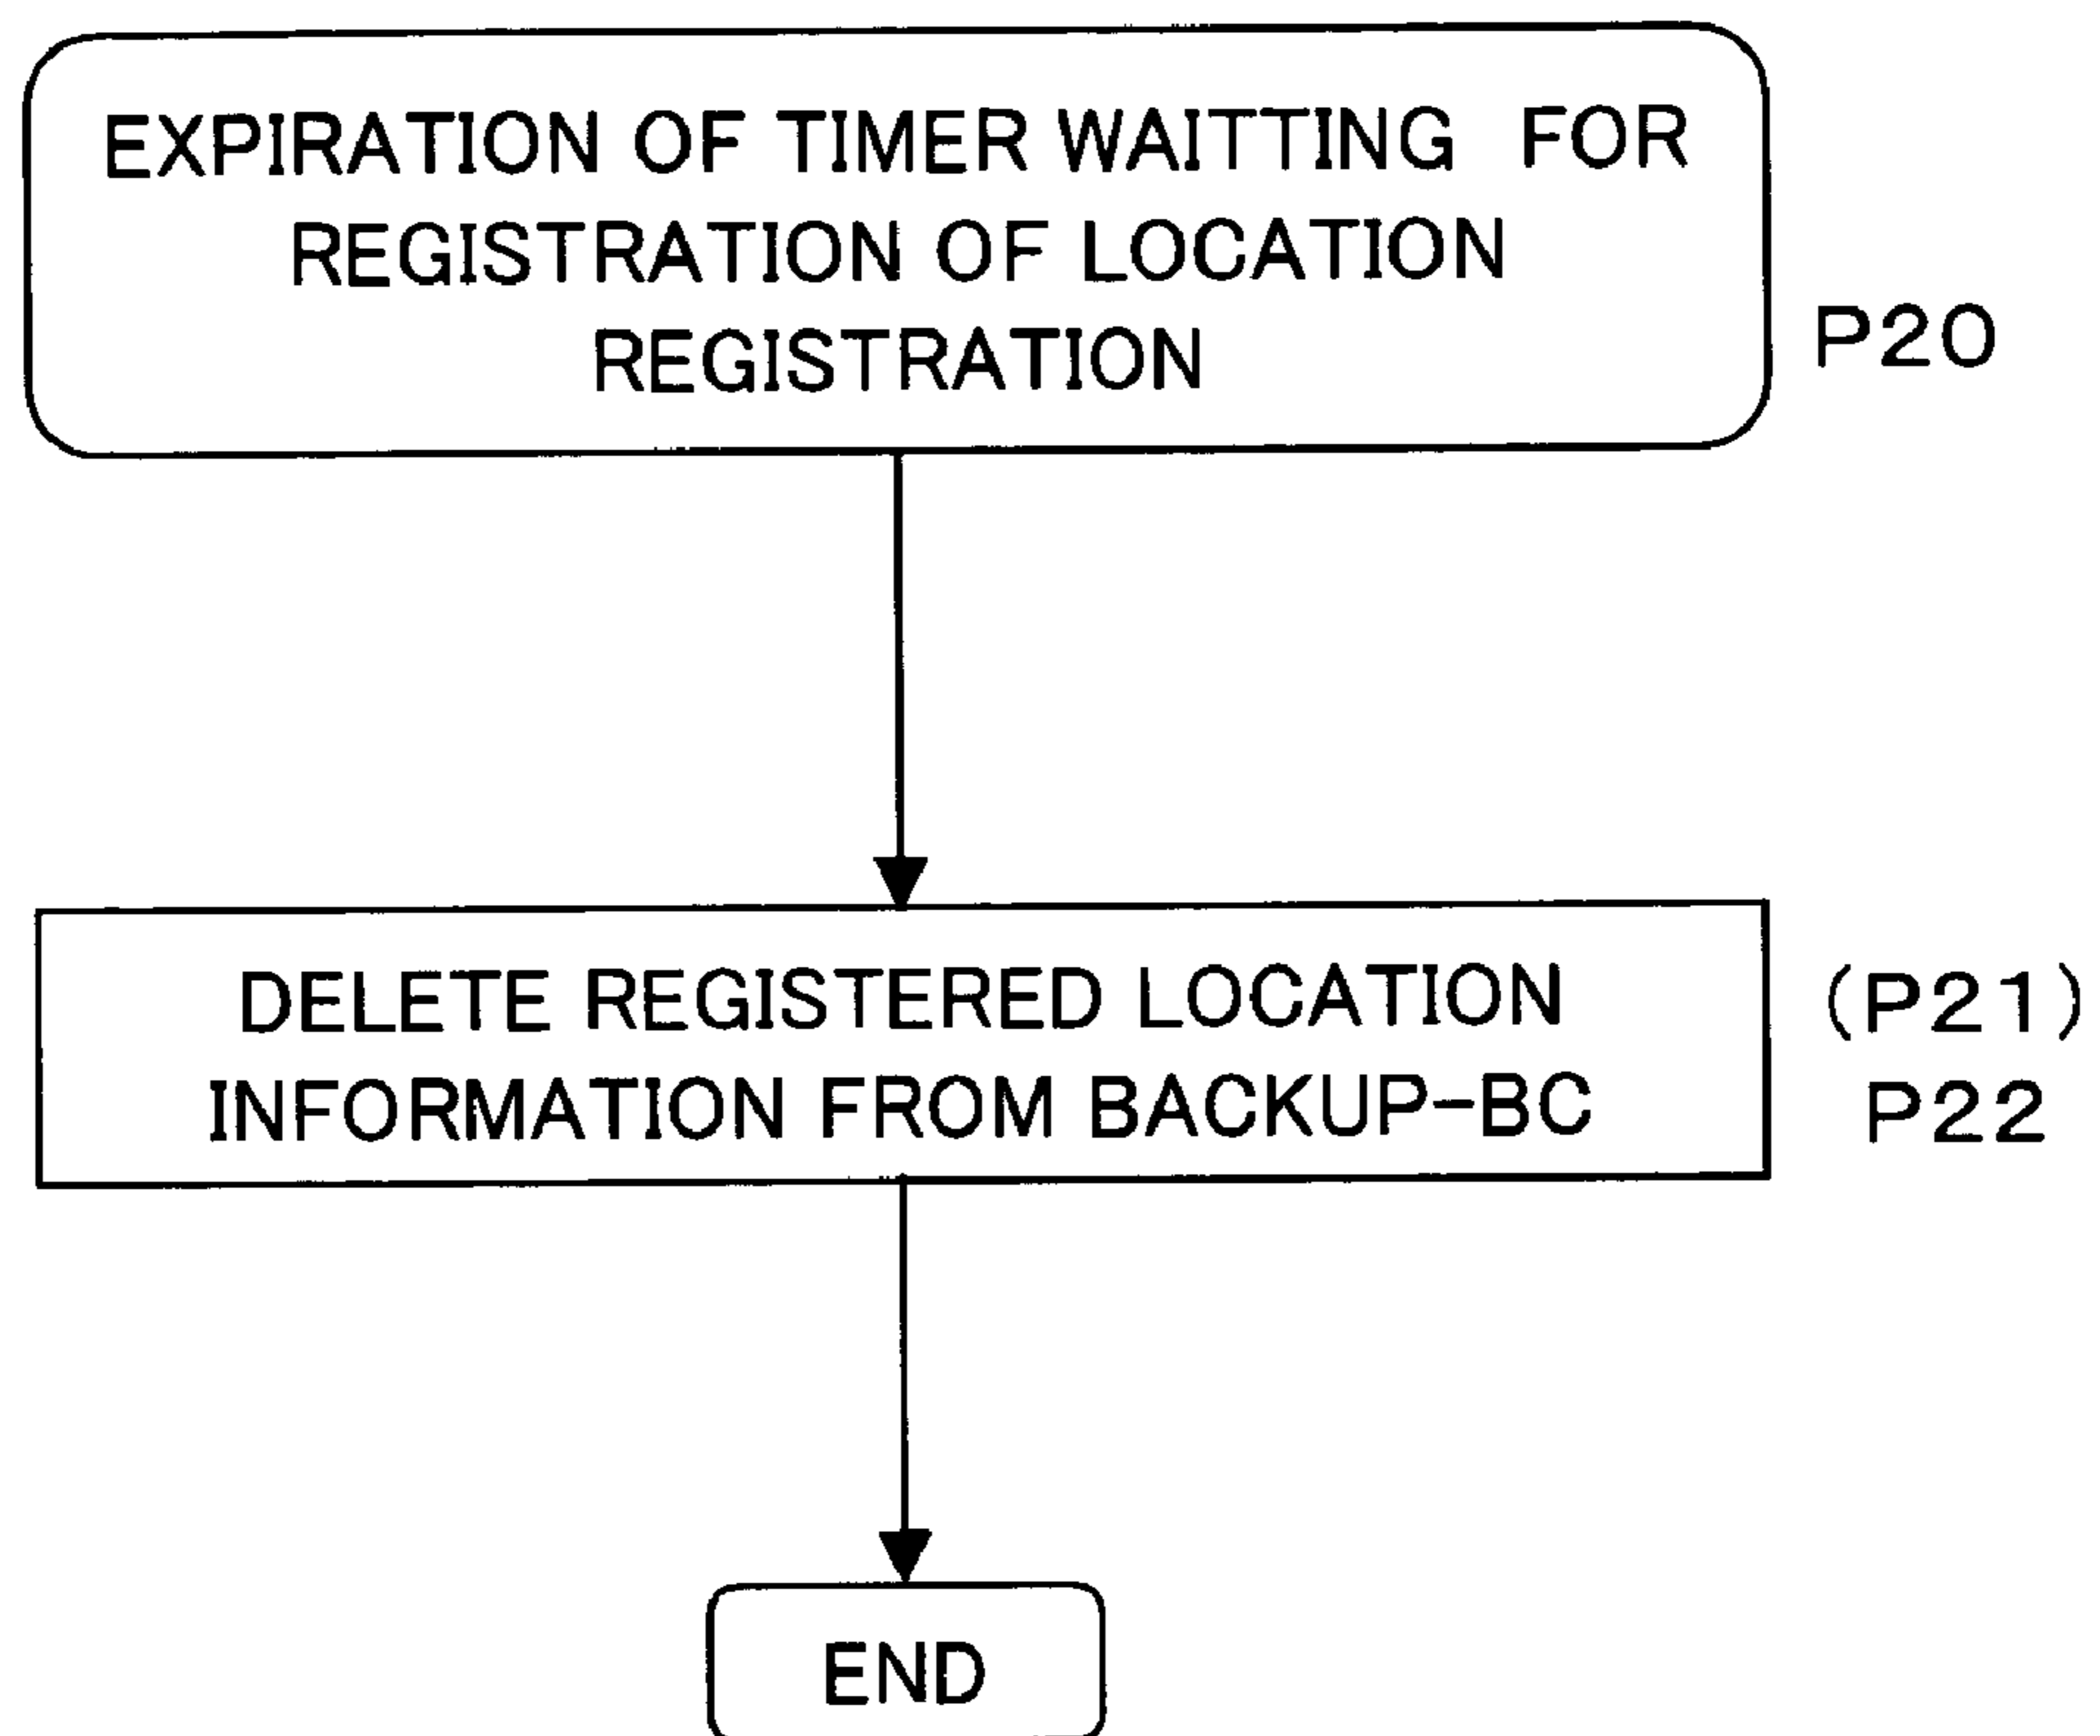 EXPIRATION OF TIMER WAITTING FOR
REGISTRATION OF LOCATION
REGISTRATION
P20
DELETE REGISTERED LOCATION
(P21)
INFORMATION FROM BACKUP-BC
P22
END